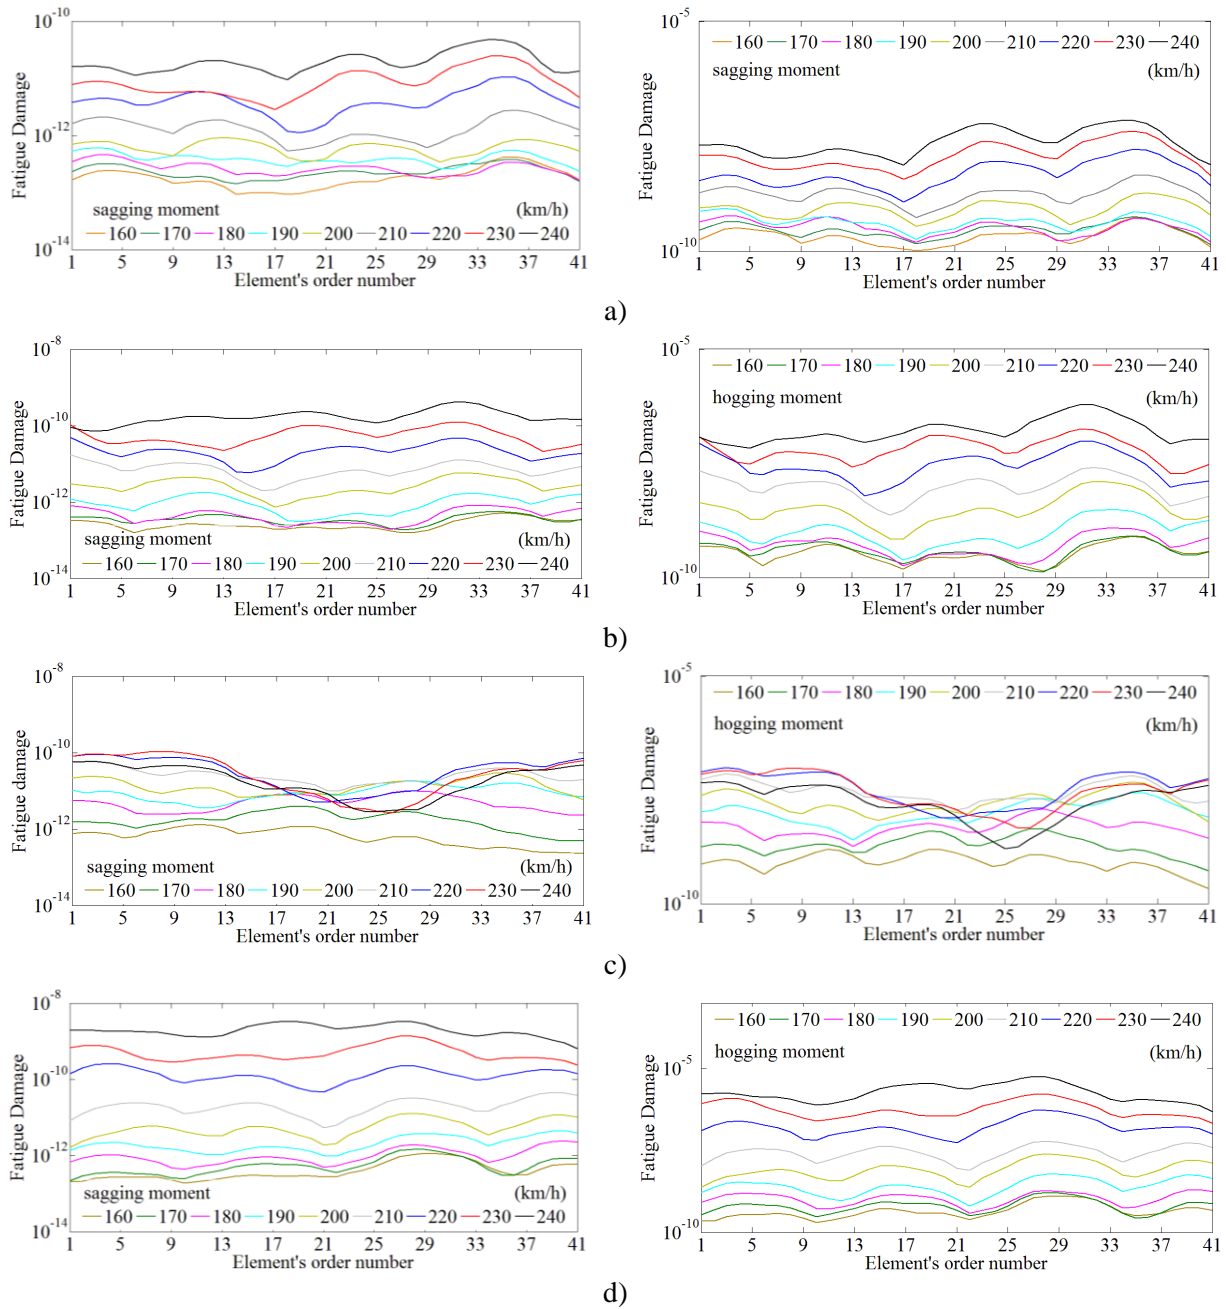 10^-10
10^-12
10^-14
Fatigue Damage
sagging moment (km/h)
160 170 180 190 200 210 220 230 240
1 5 9 13 17 21 25 29 33 37 41
Element's order number
10^-5
10^-10
Fatigue Damage
160 170 180 190 200 210 220 230 240
sagging moment (km/h)
1 5 9 13 17 21 25 29 33 37 41
Element's order number
a)
10^-8
10^-10
10^-12
10^-14
Fatigue Damage
sagging moment (km/h)
160 170 180 190 200 210 220 230 240
1 5 9 13 17 21 25 29 33 37 41
Element's order number
10^-5
10^-10
Fatigue Damage
160 170 180 190 200 210 220 230 240
hogging moment (km/h)
1 5 9 13 17 21 25 29 33 37 41
Element's order number
b)
10^-8
10^-10
10^-12
10^-14
Fatigue damage
sagging moment (km/h)
160 170 180 190 200 210 220 230 240
1 5 9 13 17 21 25 29 33 37 41
Element's order number
10^-5
10^-10
Fatigue Damage
160 170 180 190 200 210 220 230 240
hogging moment (km/h)
1 5 9 13 17 21 25 29 33 37 41
Element's order number
c)
10^-8
10^-10
10^-12
10^-14
Fatigue Damage
sagging moment (km/h)
160 170 180 190 200 210 220 230 240
1 5 9 13 17 21 25 29 33 37 41
Element's order number
10^-5
10^-10
Fatigue Damage
160 170 180 190 200 210 220 230 240
hogging moment (km/h)
1 5 9 13 17 21 25 29 33 37 41
Element's order number
d)